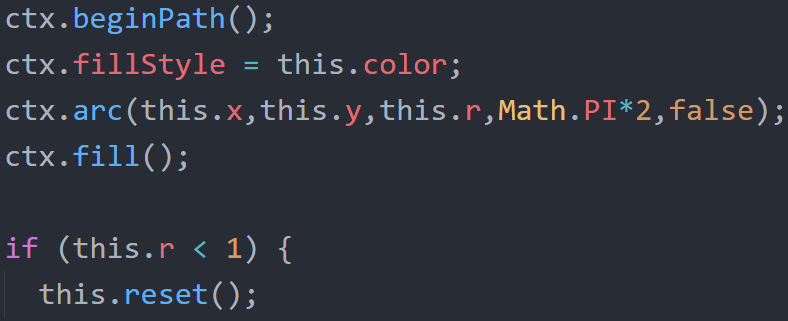 ctx.beginPath();
ctx.fillStyle = this.color;
ctx.arc(this.x,this.y,this.r,Math.PI*2,false);
ctx.fill();
if (this.r < 1) {
this.reset();